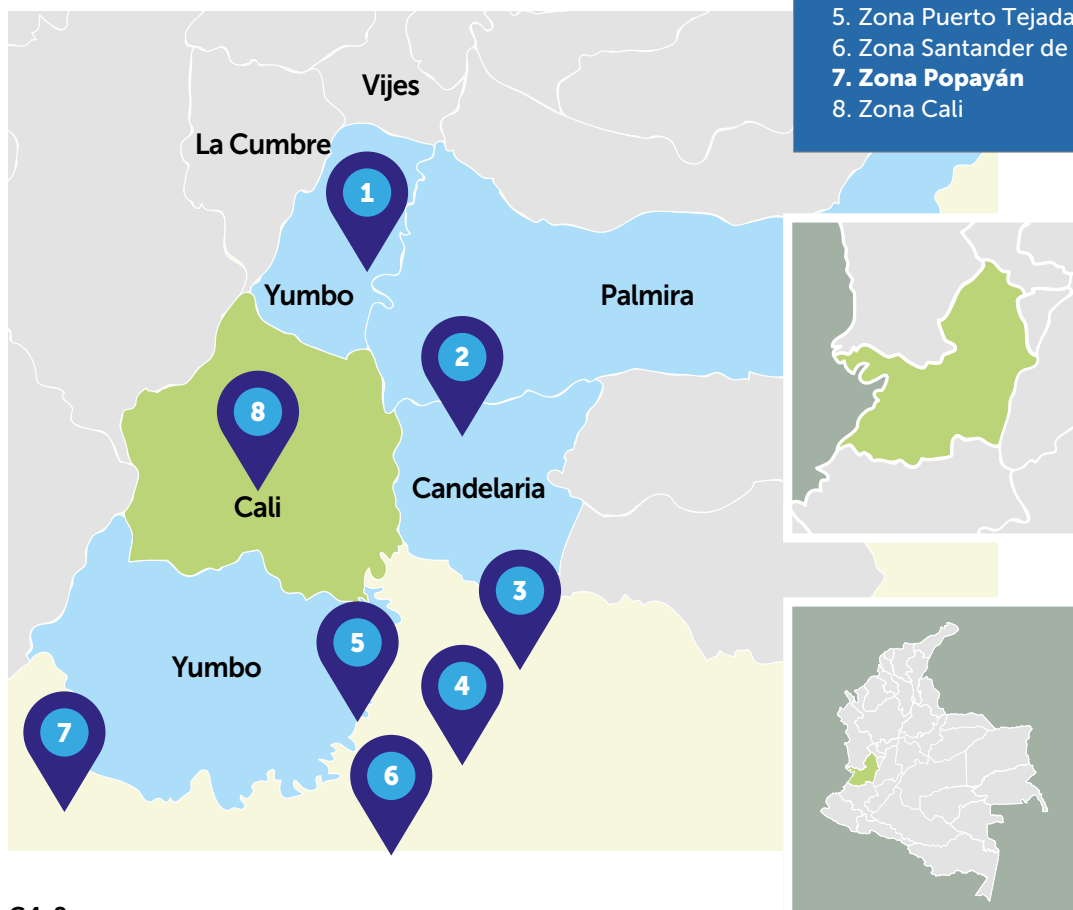 5. Zona Puerto Tejada
6. Zona Santander de
7. Zona Popayán
8. Zona Cali
Vijes
La Cumbre
1
Yumbo
Palmira
2
8
Candelaria
Cali
3
5
Yumbo
4
7
6